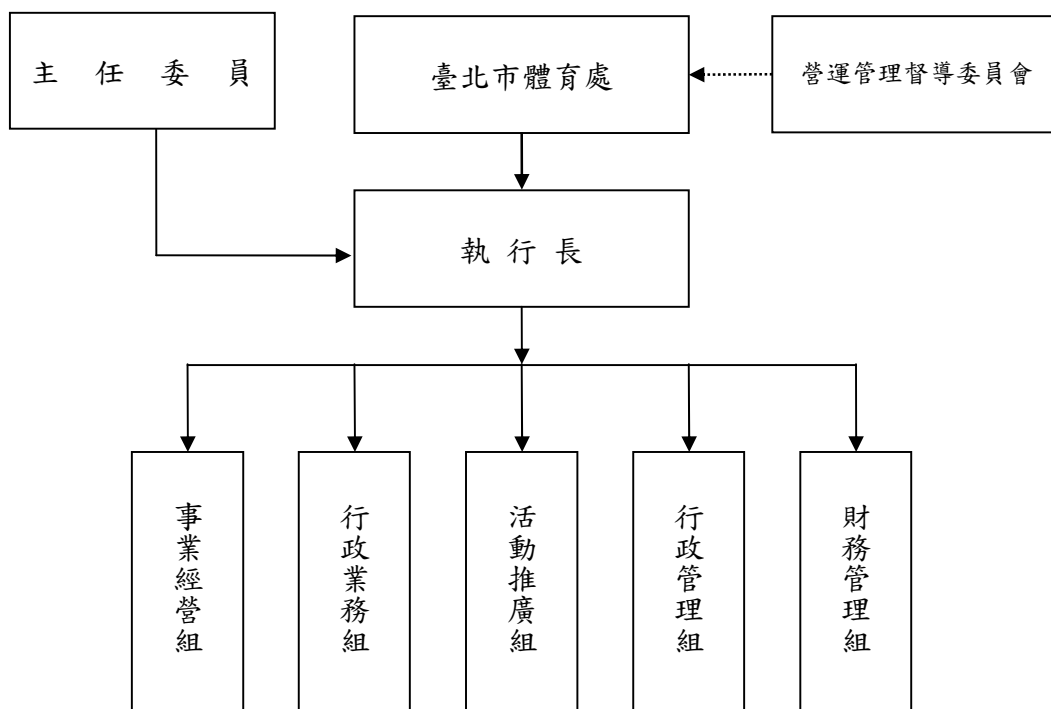 主任委員
臺北市體育處
營運管理督導委員會
執行長
事業經營組
行政業務組
活動推廣組
行政管理組
財務管理組